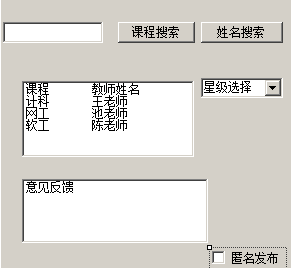 课程搜索 姓名搜索
课程 教师姓名 星级选择
计科 王老师
网工 池老师
软工 陈老师
意见反馈
匿名发布